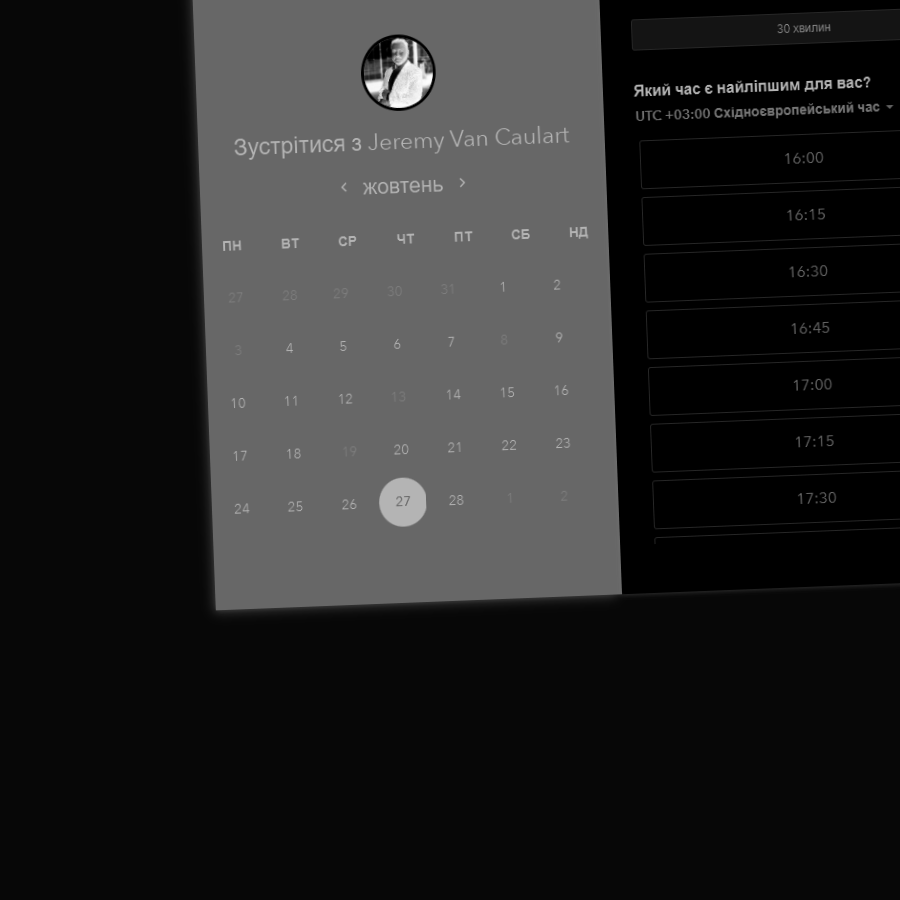 Зустрітися з Jeremy Van Caulart
‹ жовтень ›
ПН ВТ СР ЧТ ПТ СБ НД
27 28 29 30 31 1 2
3 4 5 6 7 8 9
10 11 12 13 14 15 16
17 18 19 20 21 22 23
24 25 26 27 28 1 2
30 хвилин
Який час є найліпшим для вас?
UTC +03:00 Східноєвропейський час
16:00
16:15
16:30
16:45
17:00
17:15
17:30